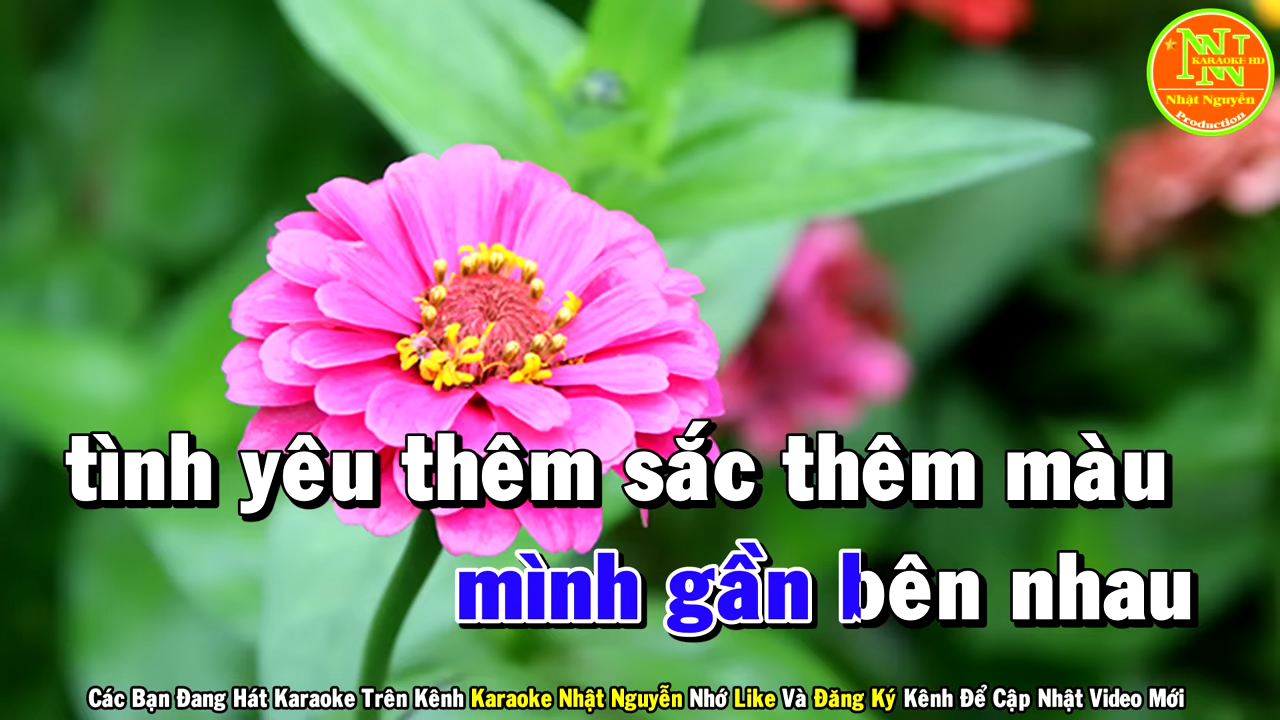 NN
KARAOKE HD
Nhật Nguyễn
Production
tình yêu thêm sắc thêm màu
mình gần bên nhau
Các Bạn Đang Hát Karaoke Trên Kênh Karaoke Nhật Nguyễn Nhớ Like Và Đăng Ký Kênh Để Cập Nhật Video Mới